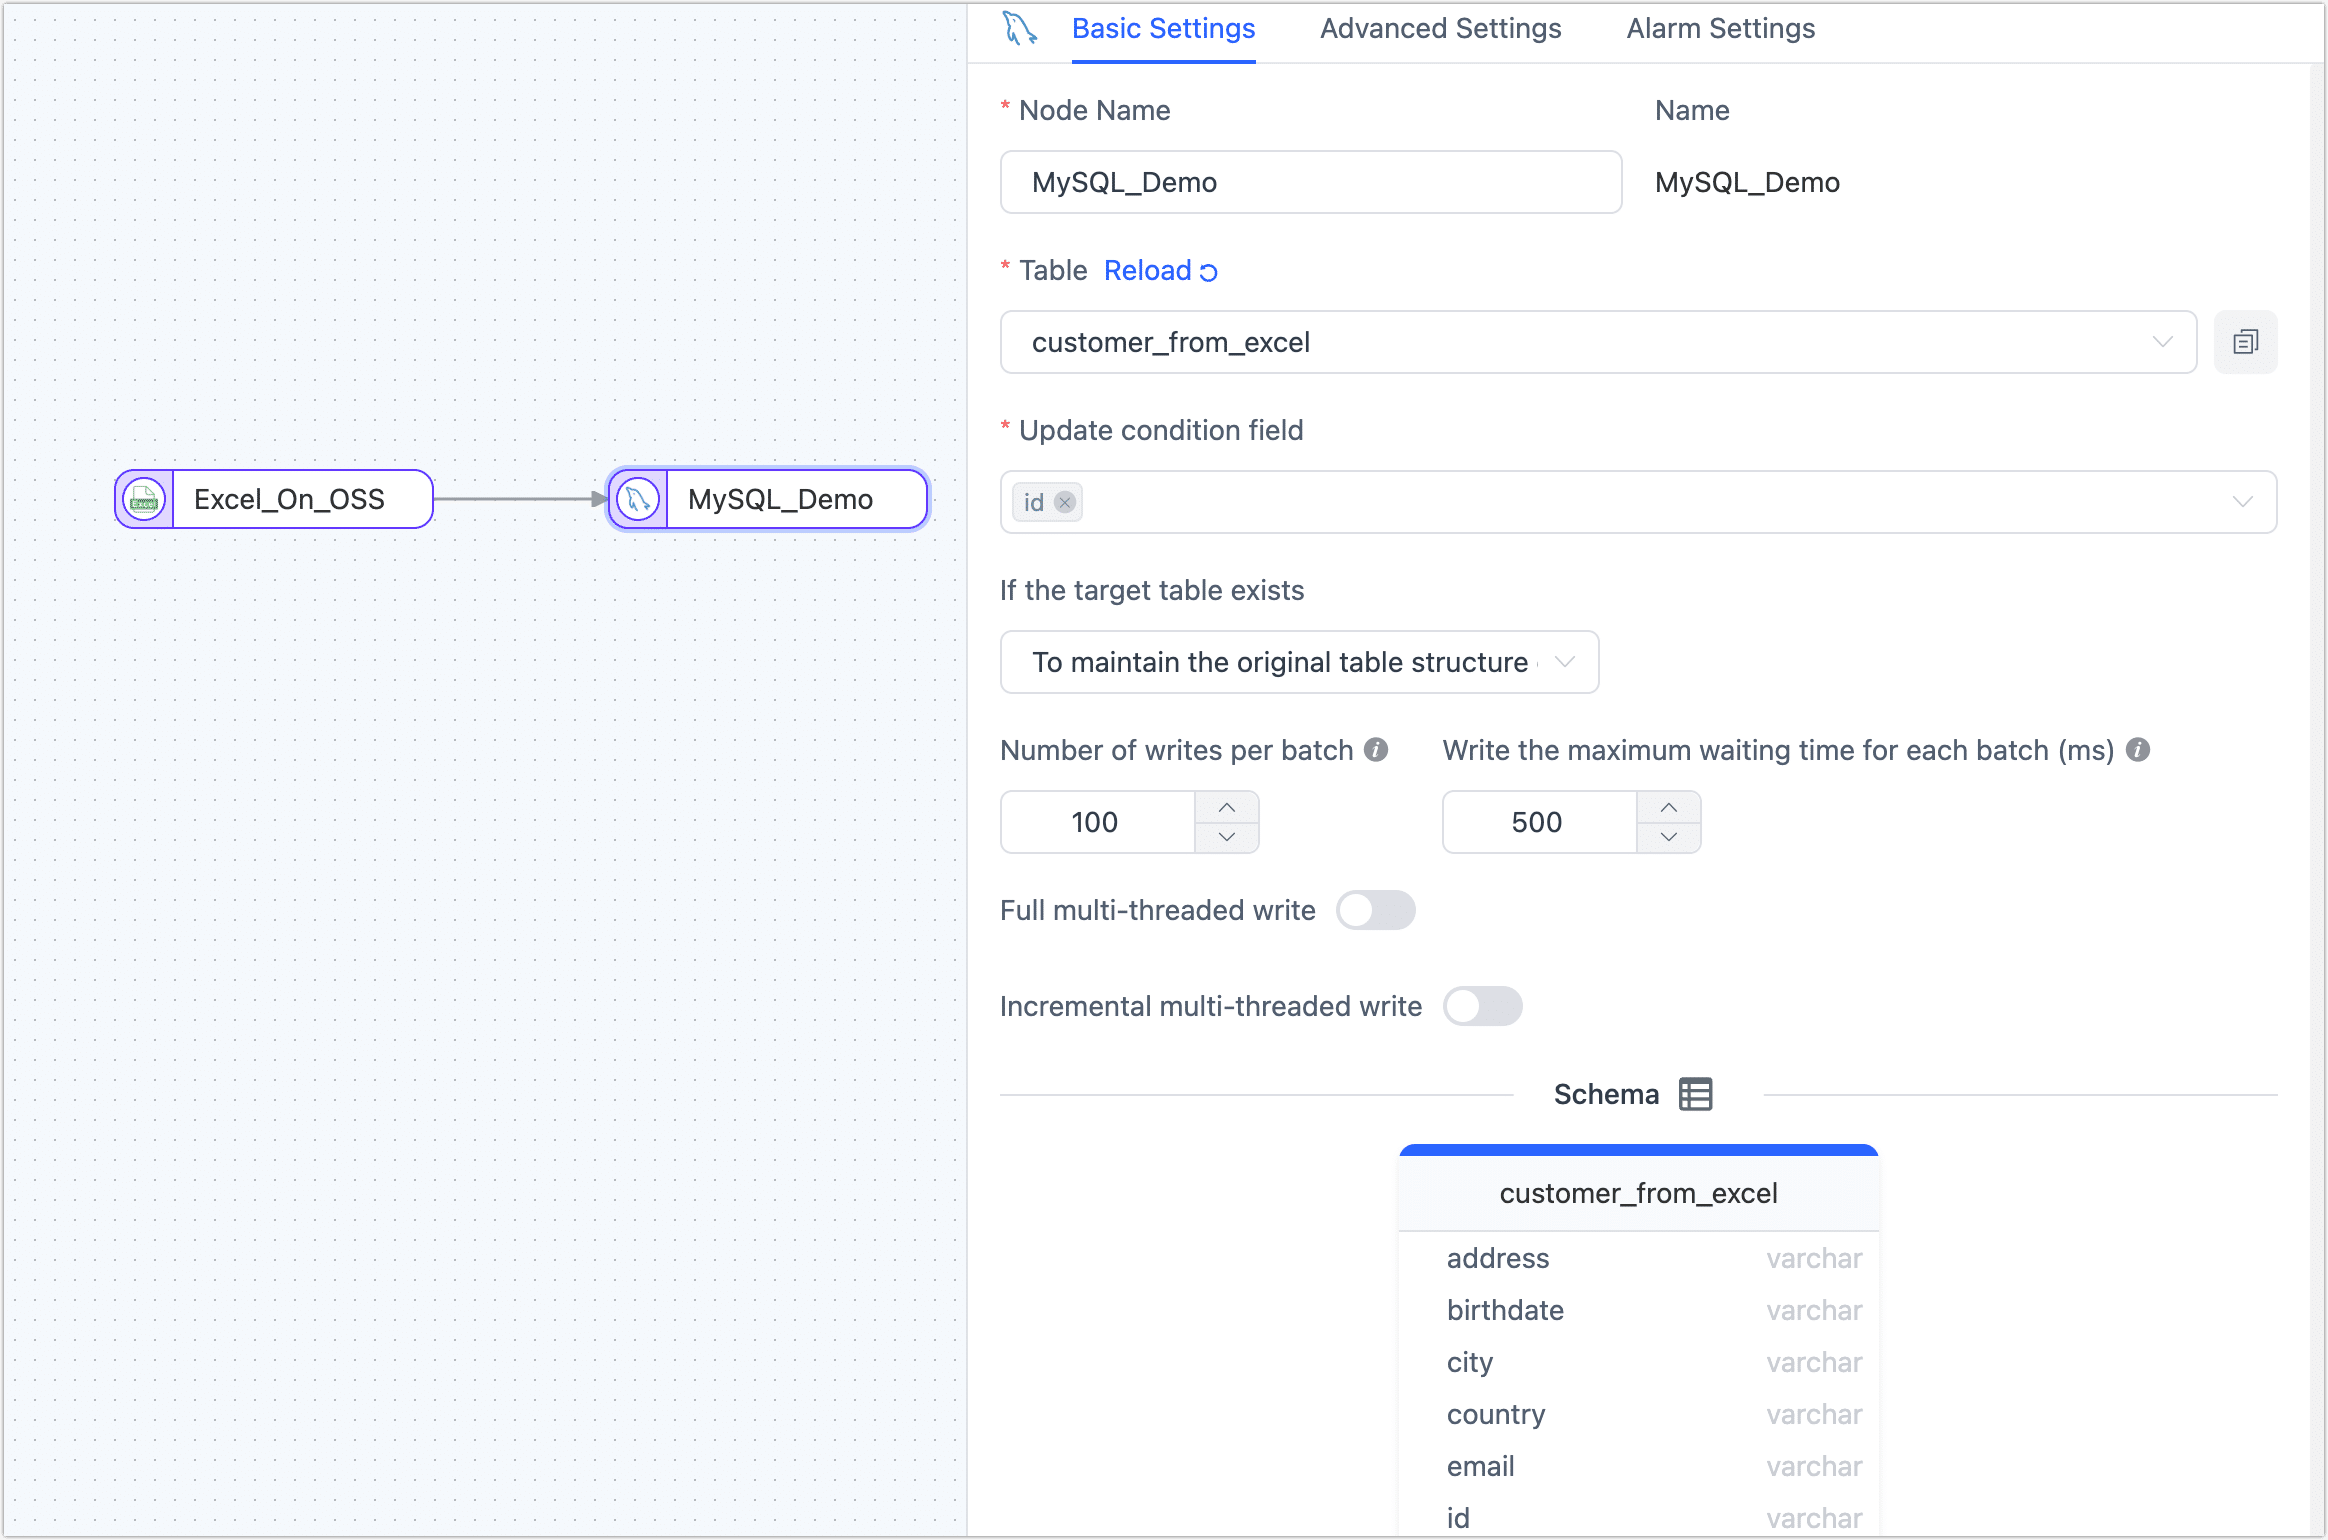 Basic Settings Advanced Settings Alarm Settings
* Node Name Name
MySQL_Demo MySQL_Demo
* Table Reload
customer_from_excel
* Update condition field
id
Excel_On_OSS MySQL_Demo
If the target table exists
To maintain the original table structure
Number of writes per batch Write the maximum waiting time for each batch (ms)
100 500
Full multi-threaded write
Incremental multi-threaded write
Schema
customer_from_excel
address varchar
birthdate varchar
city varchar
country varchar
email varchar
id varchar